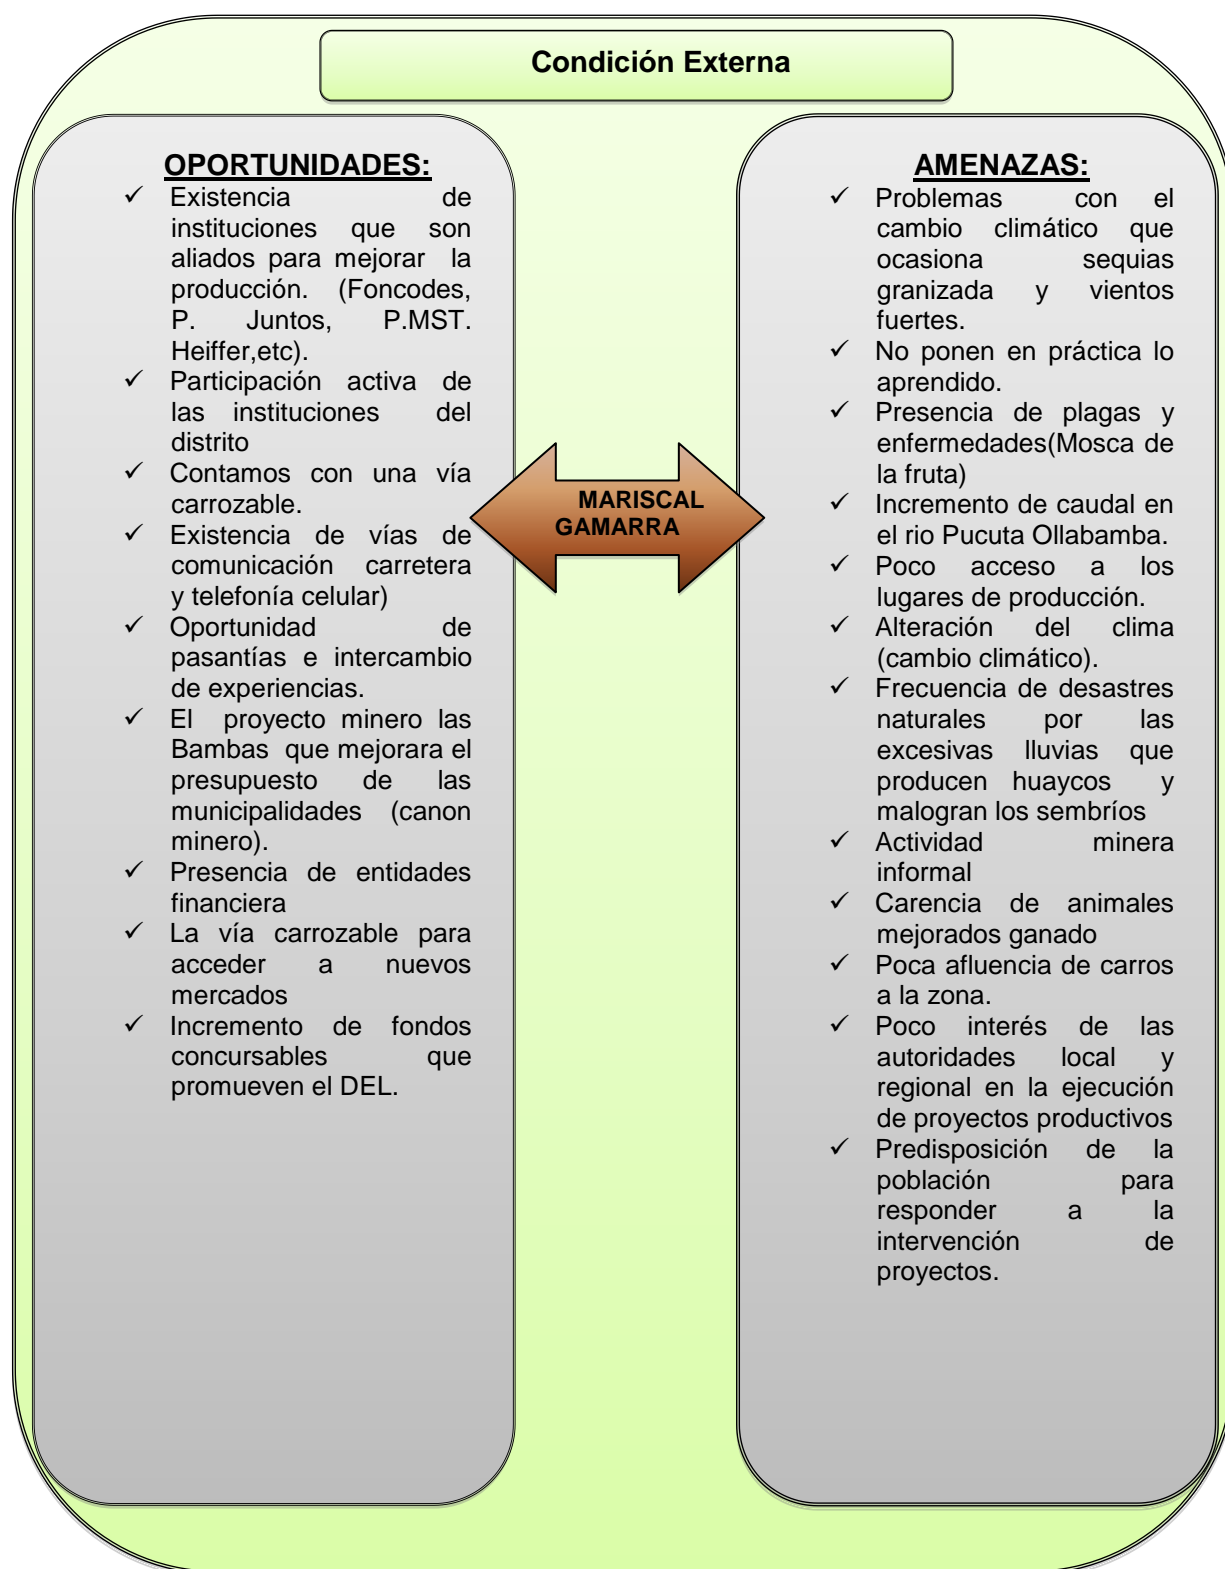 Condición Externa
OPORTUNIDADES:
✓ Existencia de
instituciones que son
aliados para mejorar la
producción. (Foncodes,
P. Juntos, P.MST.
Heiffer,etc).
✓ Participación activa de
las instituciones del
distrito
✓ Contamos con una vía
carrozable.
✓ Existencia de vías de
comunicación carretera
y telefonía celular)
✓ Oportunidad de
pasantías e intercambio
de experiencias.
✓ El proyecto minero las
Bambas que mejorara el
presupuesto de las
municipalidades (canon
minero).
✓ Presencia de entidades
financiera
✓ La vía carrozable para
acceder a nuevos
mercados
✓ Incremento de fondos
concursables que
promueven el DEL.
MARISCAL
GAMARRA
AMENAZAS:
✓ Problemas con el
cambio climático que
ocasiona sequias
granizada y vientos
fuertes.
✓ No ponen en práctica lo
aprendido.
✓ Presencia de plagas y
enfermedades(Mosca de
la fruta)
✓ Incremento de caudal en
el rio Pucuta Ollabamba.
✓ Poco acceso a los
lugares de producción.
✓ Alteración del clima
(cambio climático).
✓ Frecuencia de desastres
naturales por las
excesivas lluvias que
producen huaycos y
malogran los sembríos
✓ Actividad minera
informal
✓ Carencia de animales
mejorados ganado
✓ Poca afluencia de carros
a la zona.
✓ Poco interés de las
autoridades local y
regional en la ejecución
de proyectos productivos
✓ Predisposición de la
población para
responder a la
intervención de
proyectos.